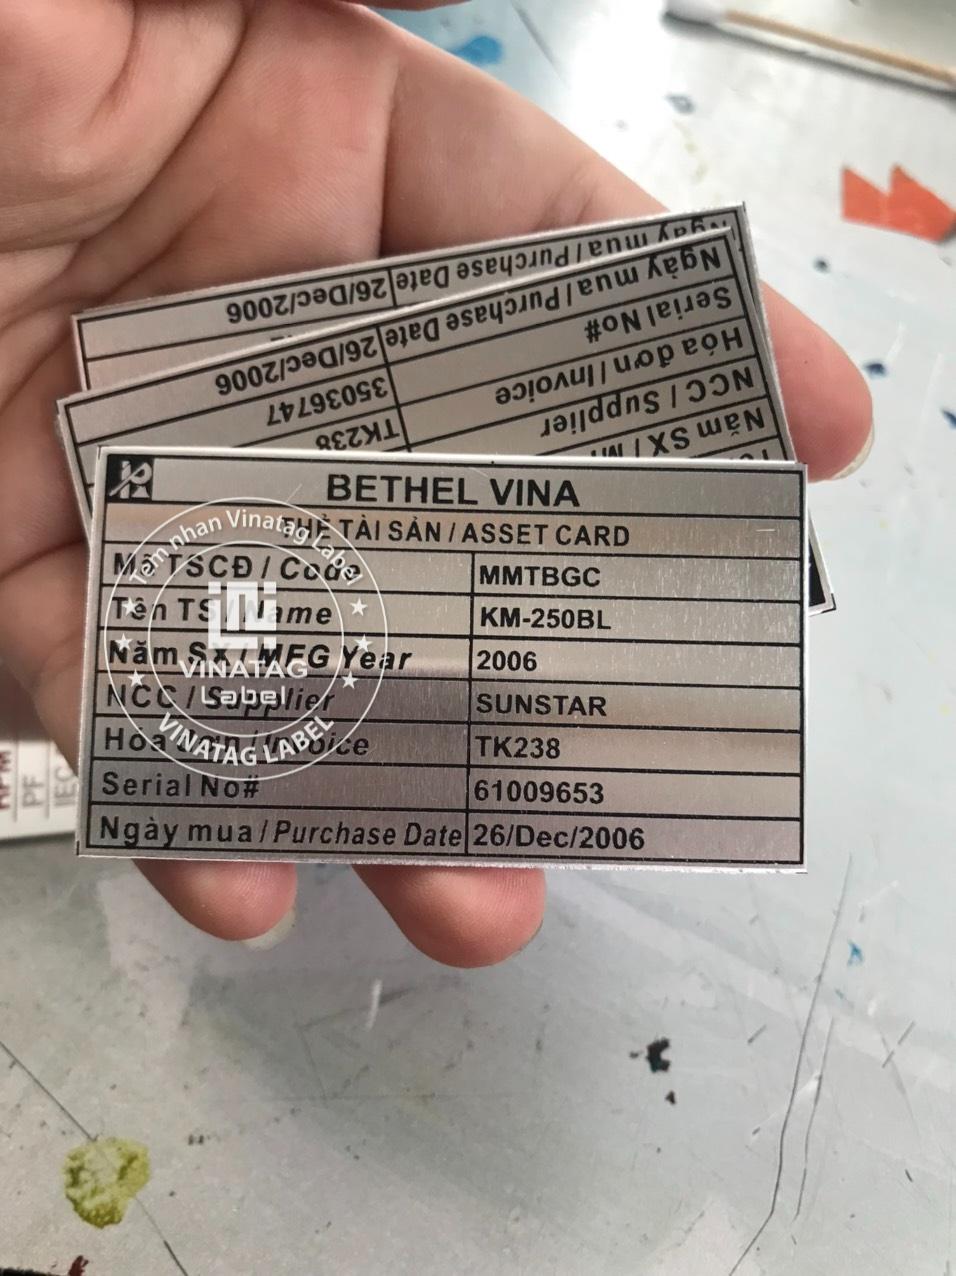 Ngày mua / Purchase Date 26/Dec/2006
Ngày mua / Purchase Date 26/Dec/2006
Serial No# 35036747
Hóa đơn / Invoice TK238
NCC / Supplier
Năm SX /
BETHEL VINA
THẺ TÀI SẢN / ASSET CARD
Mã TSCĐ / Code MMTBGC
Tên TS / Name KM-250BL
Năm SX / MFG Year 2006
NCC / Supplier SUNSTAR
Hóa đơn / Invoice TK238
Serial No# 61009653
Ngày mua / Purchase Date 26/Dec/2006
Tem nhan Vinatag Label
VINATAG
Label
VINATAG LABEL
RPM
PF
IEC